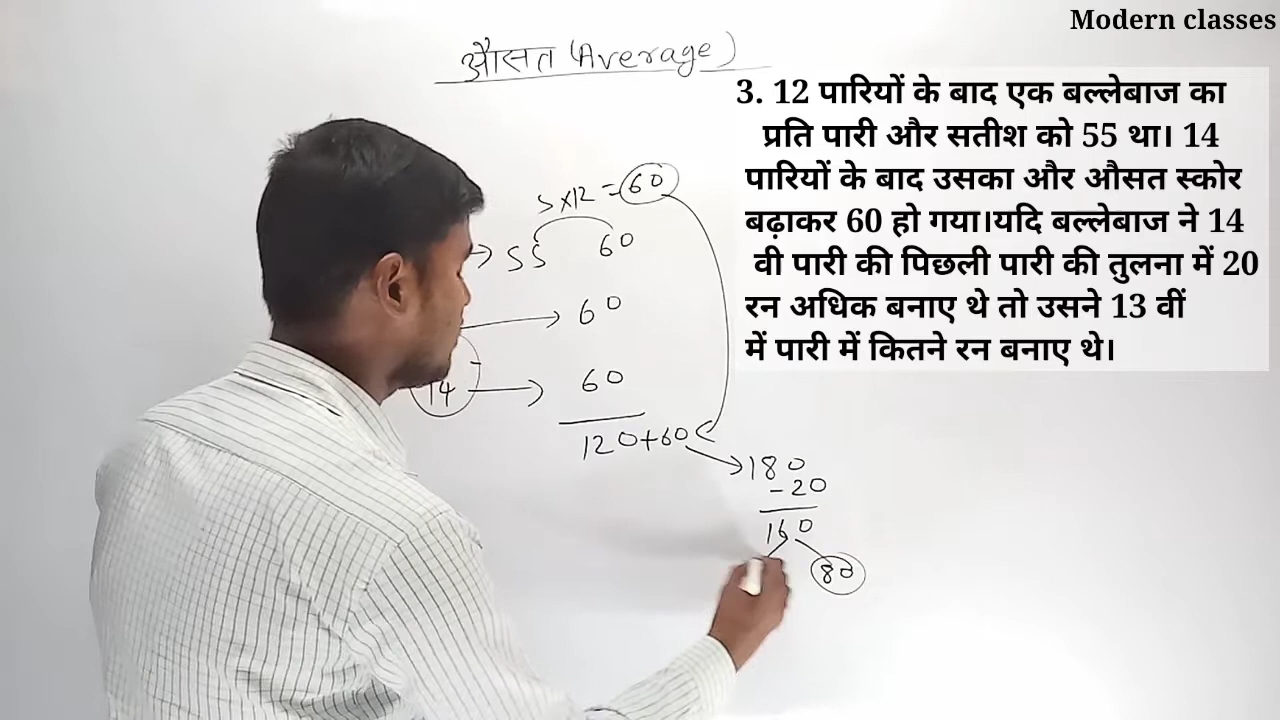 Modern classes
औसत (Average)
3. 12 पारियों के बाद एक बल्लेबाज का
प्रति पारी और सतीश को 55 था। 14
पारियों के बाद उसका और औसत स्कोर
बढ़ाकर 60 हो गया।यदि बल्लेबाज ने 14
वी पारी की पिछली पारी की तुलना में 20
रन अधिक बनाए थे तो उसने 13 वीं
में पारी में कितने रन बनाए थे।
5×12 = 60
→ 55 60
→ 60
14 → 60
120+60
180
-20
160
80